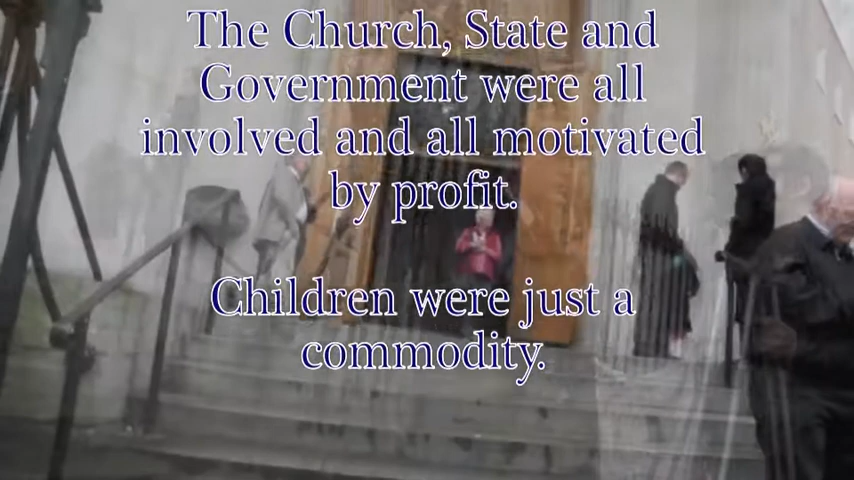 The Church, State and
Government were all
involved and all motivated
by profit.
Children were just a
commodity.